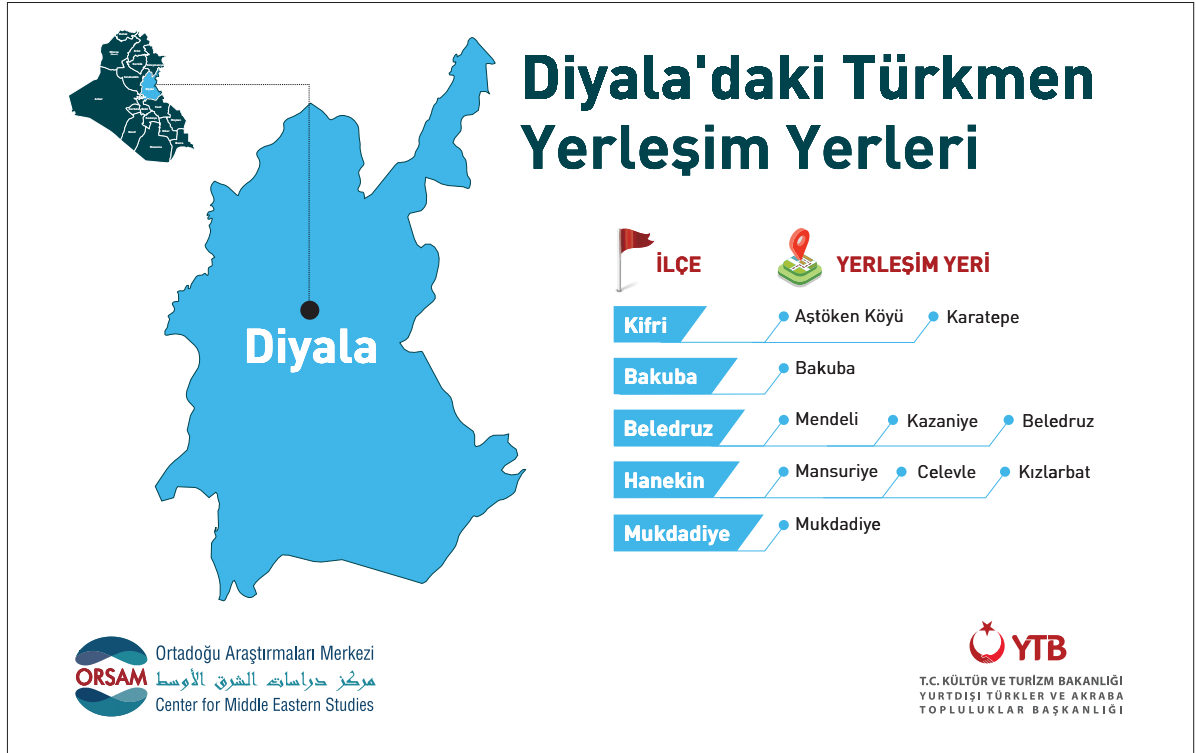 Diyala'daki Türkmen
Yerleşim Yerleri
Diyala
İLÇE YERLEŞİM YERİ
Kifri Aştöken Köyü Karatepe
Bakuba Bakuba
Beledruz Mendeli Kazaniye Beledruz
Hanekin Mansuriye Celevle Kızlarbat
Mukdadiye Mukdadiye
ORSAM
Ortadoğu Araştırmaları Merkezi
مركز دراسات الشرق الأوسط
Center for Middle Eastern Studies
YTB
T.C. KÜLTÜR VE TURİZM BAKANLIĞI
YURTDIŞI TÜRKLER VE AKRABA
TOPLULUKLAR BAŞKANLIĞI